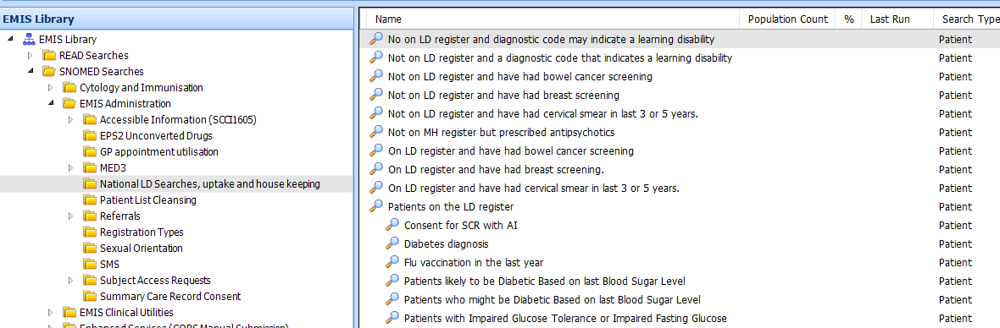 EMIS Library
EMIS Library
READ Searches
SNOMED Searches
Cytology and Immunisation
EMIS Administration
Accessible Information (SCCI1605)
EPS2 Unconverted Drugs
GP appointment utilisation
MED3
National LD Searches, uptake and house keeping
Patient List Cleansing
Referrals
Registration Types
Sexual Orientation
SMS
Subject Access Requests
Summary Care Record Consent
EMIS Clinical Utilities
Enhanced Services (CQRS Manual Submission)
Name Population Count % Last Run Search Type
No on LD register and diagnostic code may indicate a learning disability Patient
Not on LD register and a diagnostic code that indicates a learning disability Patient
Not on LD register and have had bowel cancer screening Patient
Not on LD register and have had breast screening Patient
Not on LD register and have had cervical smear in last 3 or 5 years. Patient
Not on MH register but prescribed antipsychotics Patient
On LD register and have had bowel cancer screening Patient
On LD register and have had breast screening. Patient
On LD register and have had cervical smear in last 3 or 5 years. Patient
Patients on the LD register Patient
Consent for SCR with AI Patient
Diabetes diagnosis Patient
Flu vaccination in the last year Patient
Patients likely to be Diabetic Based on last Blood Sugar Level Patient
Patients who might be Diabetic Based on last Blood Sugar Level Patient
Patients with Impaired Glucose Tolerance or Impaired Fasting Glucose Patient